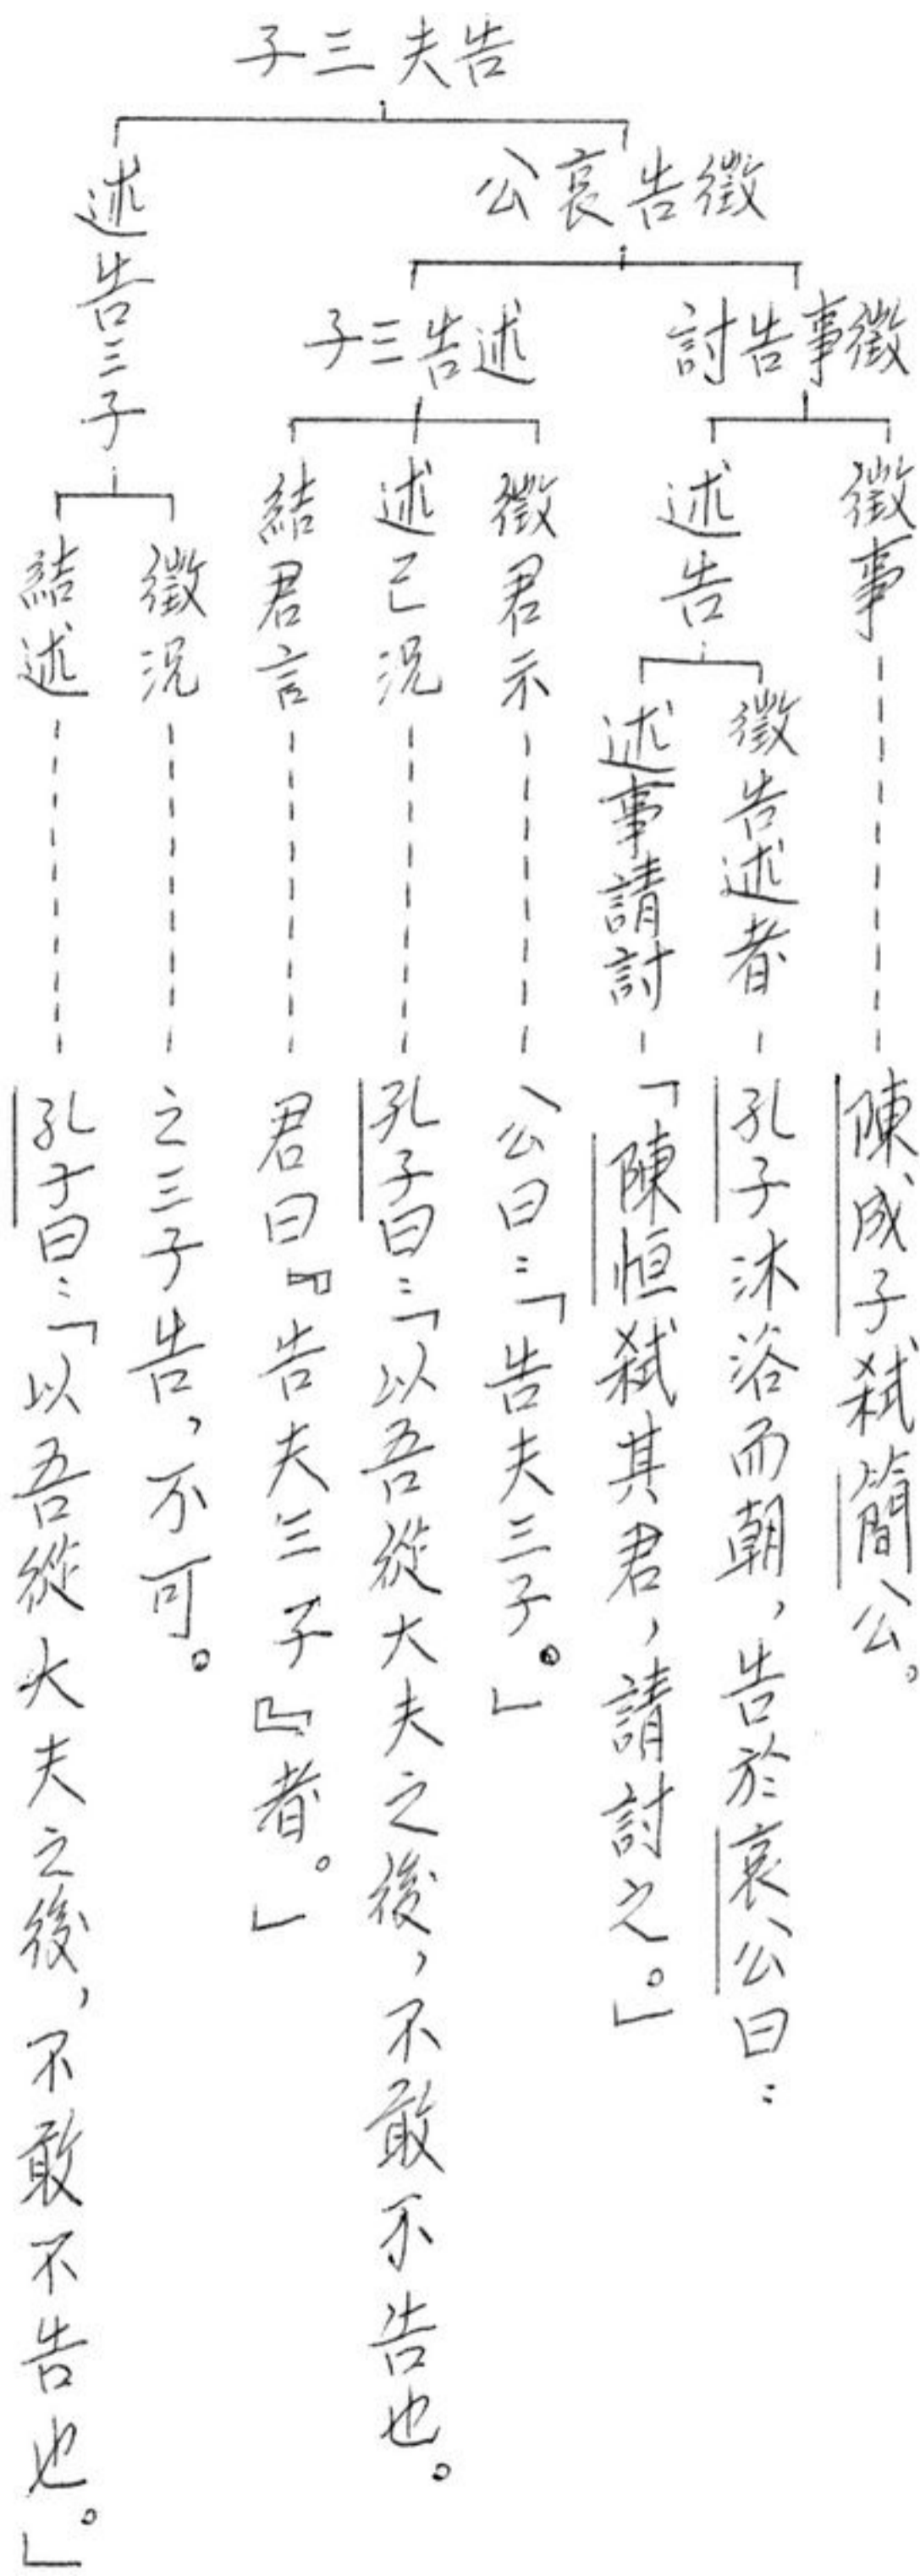 告夫三子
徵告哀公
述告三子
徵事告討
述告三子
徵事
述告
徵君示
述己況
結君言
徵況
結述
徵告述者
述事請討
陳成子弒簡公。
孔子沐浴而朝,告於哀公曰:
「陳恒弒其君,請討之。」
公曰:「告夫三子。」
孔子曰:「以吾從大夫之後,不敢不告也。
君曰『告夫三子』者。」
之三子告,不可。
孔子曰:「以吾從大夫之後,不敢不告也。」